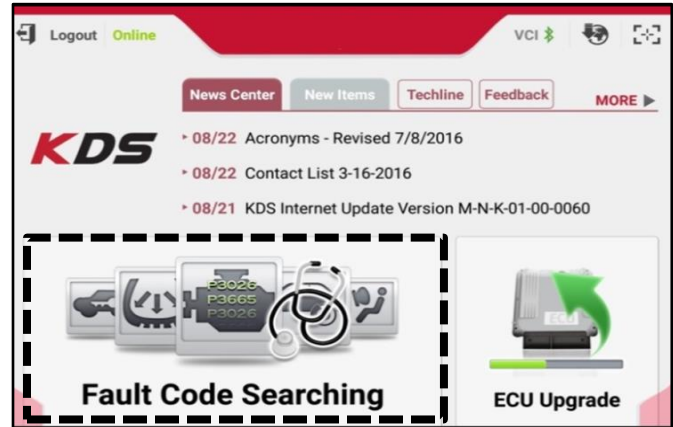 Logout Online VCI
News Center New Items Techline Feedback MORE
KDS
08/22 Acronyms - Revised 7/8/2016
08/22 Contact List 3-16-2016
08/21 KDS Internet Update Version M-N-K-01-00-0060
P3026
P3665
P3026
ECU
Fault Code Searching
ECU Upgrade